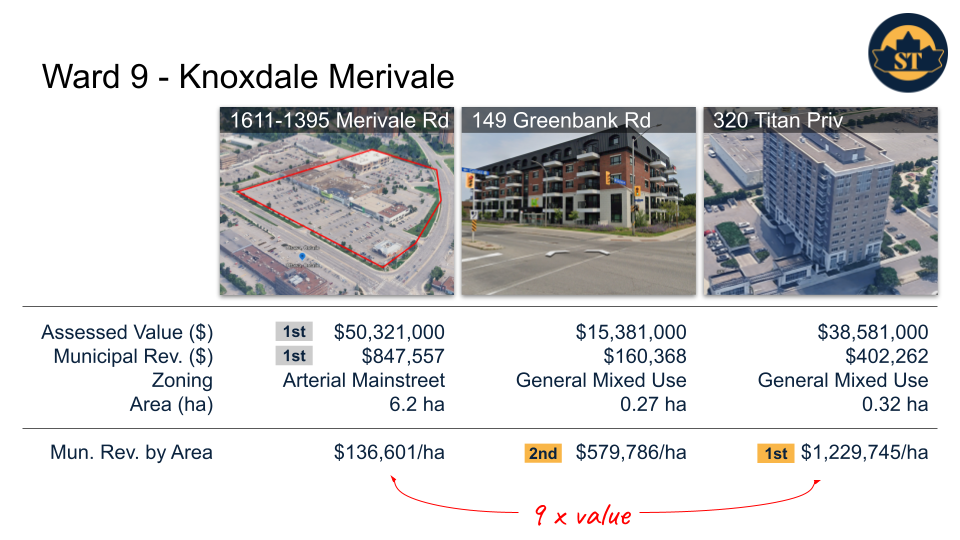 ST
Ward 9 - Knoxdale Merivale
1611-1395 Merivale Rd 149 Greenbank Rd 320 Titan Priv
Assessed Value ($) 1st $50,321,000 $15,381,000 $38,581,000
Municipal Rev. ($) 1st $847,557 $160,368 $402,262
Zoning Arterial Mainstreet General Mixed Use General Mixed Use
Area (ha) 6.2 ha 0.27 ha 0.32 ha
Mun. Rev. by Area $136,601/ha 2nd $579,786/ha 1st $1,229,745/ha
9 x value